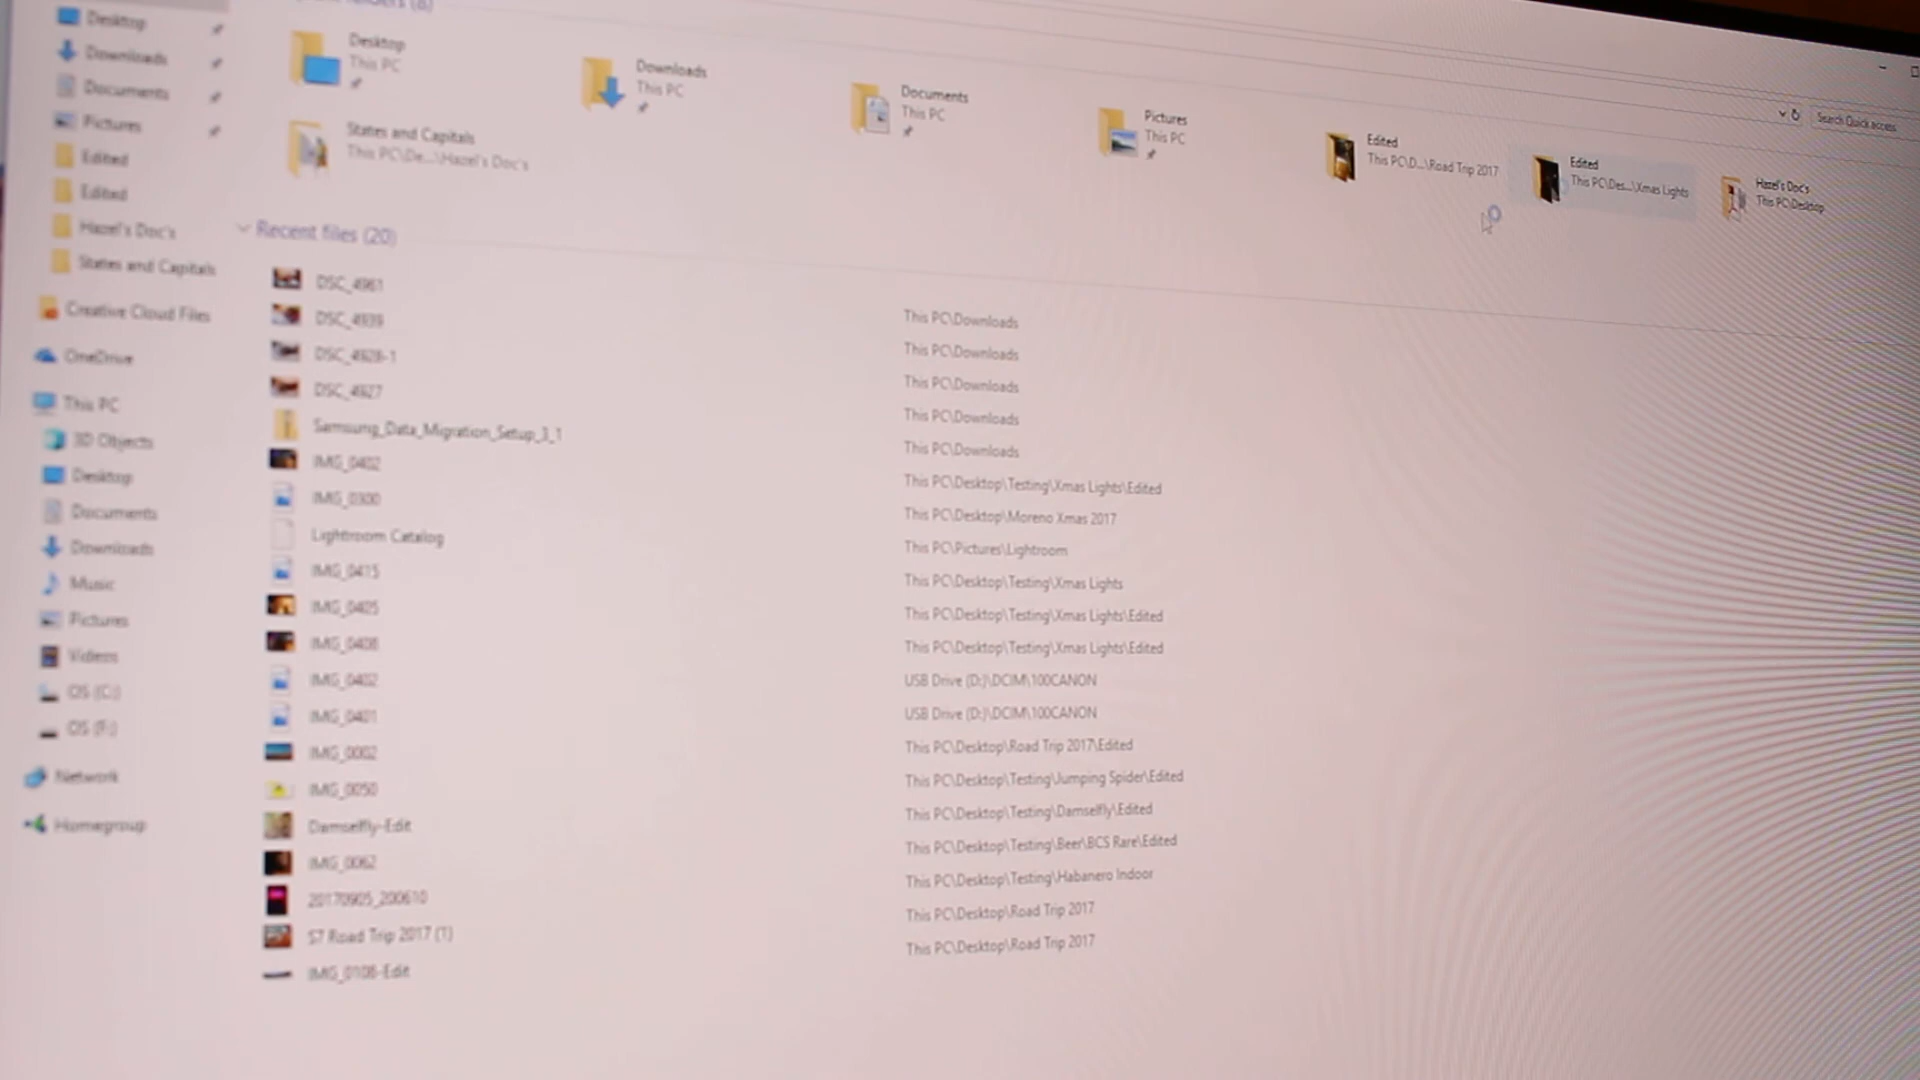 Desktop
Downloads
Documents
Pictures
Edited
Edited
Hazel's Doc's
States and Capitals
Creative Cloud Files
OneDrive
This PC
3D Objects
Desktop
Documents
Downloads
Music
Pictures
Videos
OS (C:)
OS (F:)
Network
Homegroup
folders (8)
Desktop
This PC
Downloads
This PC
Documents
This PC
Pictures
This PC
Edited
This PC\D...\Road Trip 2017
Edited
This PC\Des...\Xmas Lights
Hazel's Doc's
This PC\Desktop
States and Capitals
This PC\De...\Hazel's Doc's
Search Quick access
Recent files (20)
DSC_4961
This PC\Downloads
DSC_4939
This PC\Downloads
DSC_4928-1
This PC\Downloads
DSC_4927
This PC\Downloads
Samsung_Data_Migration_Setup_3_1
This PC\Downloads
IMG_0402
This PC\Desktop\Testing\Xmas Lights\Edited
IMG_0300
This PC\Desktop\Moreno Xmas 2017
Lightroom Catalog
This PC\Pictures\Lightroom
IMG_0415
This PC\Desktop\Testing\Xmas Lights
IMG_0405
This PC\Desktop\Testing\Xmas Lights\Edited
IMG_0408
This PC\Desktop\Testing\Xmas Lights\Edited
IMG_0402
USB Drive (D:)\DCIM\100CANON
IMG_0401
USB Drive (D:)\DCIM\100CANON
IMG_0002
This PC\Desktop\Road Trip 2017\Edited
IMG_0050
This PC\Desktop\Testing\Jumping Spider\Edited
Damselfly-Edit
This PC\Desktop\Testing\Damselfly\Edited
IMG_0062
This PC\Desktop\Testing\Beer\BCS Rare\Edited
20170905_200610
This PC\Desktop\Testing\Habanero Indoor
S7 Road Trip 2017 (1)
This PC\Desktop\Road Trip 2017
IMG_0108-Edit
This PC\Desktop\Road Trip 2017